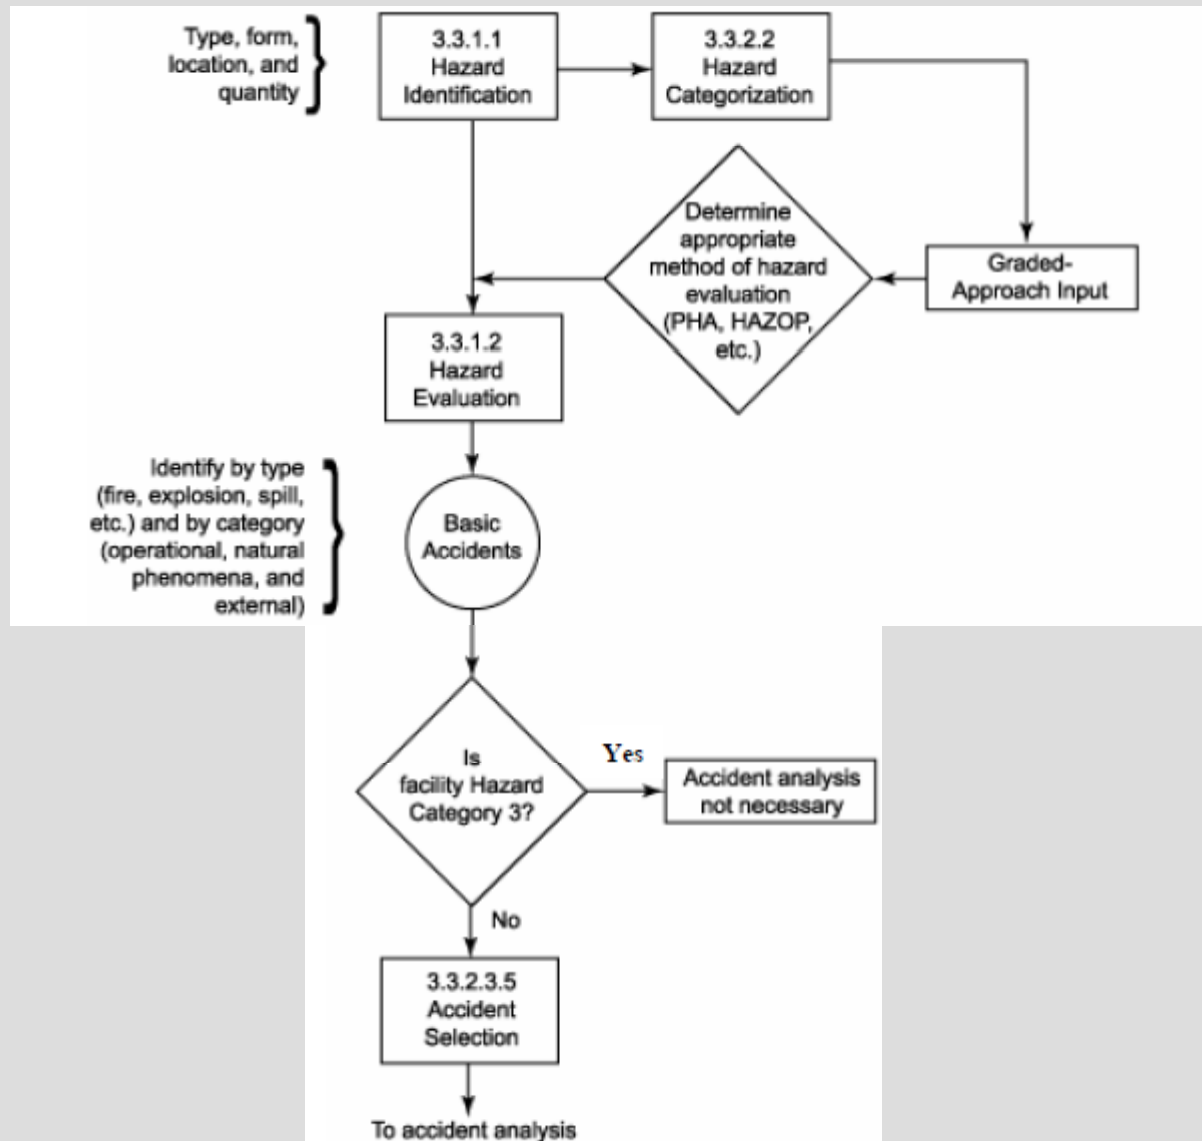 Type, form,
location, and
quantity
3.3.1.1
Hazard
Identification
3.3.2.2
Hazard
Categorization
Determine
appropriate
method of hazard
evaluation
(PHA, HAZOP,
etc.)
Graded-
Approach Input
3.3.1.2
Hazard
Evaluation
Identify by type
(fire, explosion, spill,
etc.) and by category
(operational, natural
phenomena, and
external)
Basic
Accidents
Is
facility Hazard
Category 3?
Yes
Accident analysis
not necessary
No
3.3.2.3.5
Accident
Selection
To accident analysis